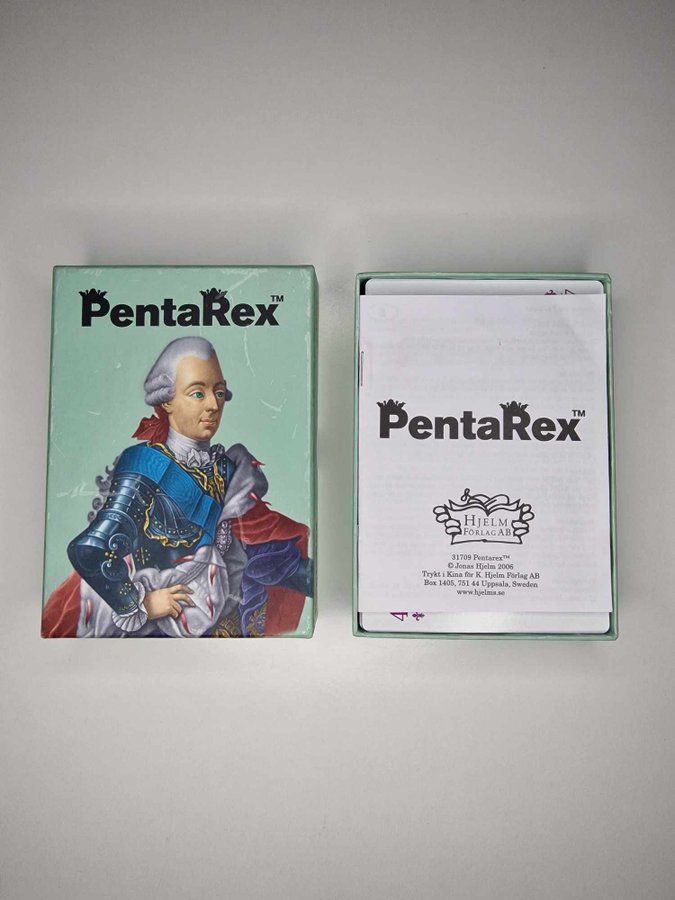 PentaRex™
PentaRex™
HJELM
FÖRLAG AB
31709 Pentarex™
© Jonas Hjelm 2006
Trykt i Kina för K. Hjelm Förlag AB
Box 1405, 751 44 Uppsala, Sweden
www.hjelms.se
4